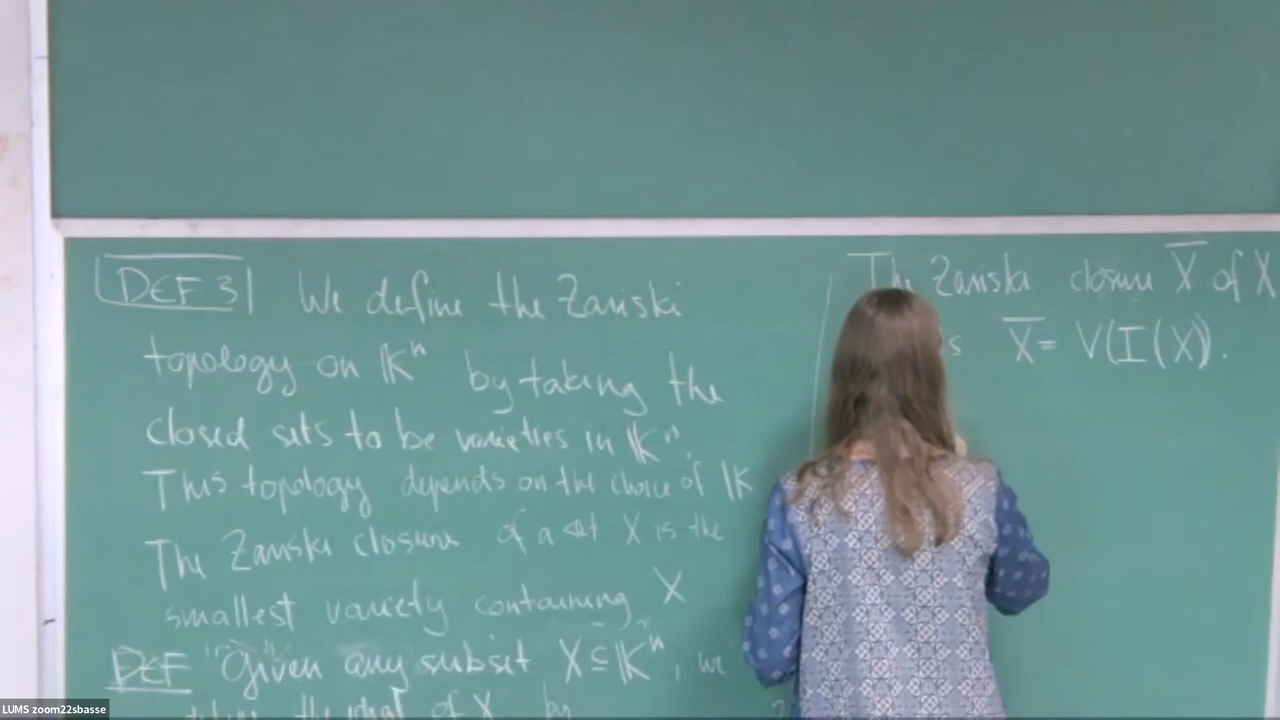 DEF 3 We define the Zariski
topology on 𝕂ⁿ by taking the
closed sets to be varieties in 𝕂ⁿ.
This topology depends on the choice of 𝕂
The Zariski closure of a set X is the
smallest variety containing X
DEF Given any subset X ⊆ 𝕂ⁿ, we
define the ideal of X by
The Zariski closure X̅ of X
is X̅ = V(I(X)).
LUMS zoom22sbasse